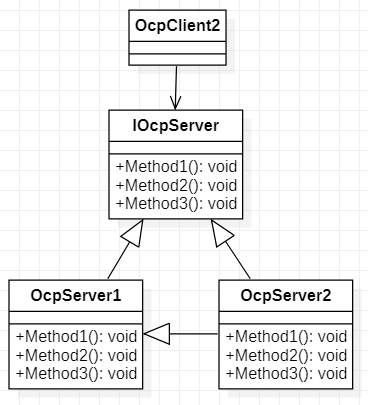 OcpClient2
IOcpServer
+Method1(): void
+Method2(): void
+Method3(): void
OcpServer1
+Method1(): void
+Method2(): void
+Method3(): void
OcpServer2
+Method1(): void
+Method2(): void
+Method3(): void